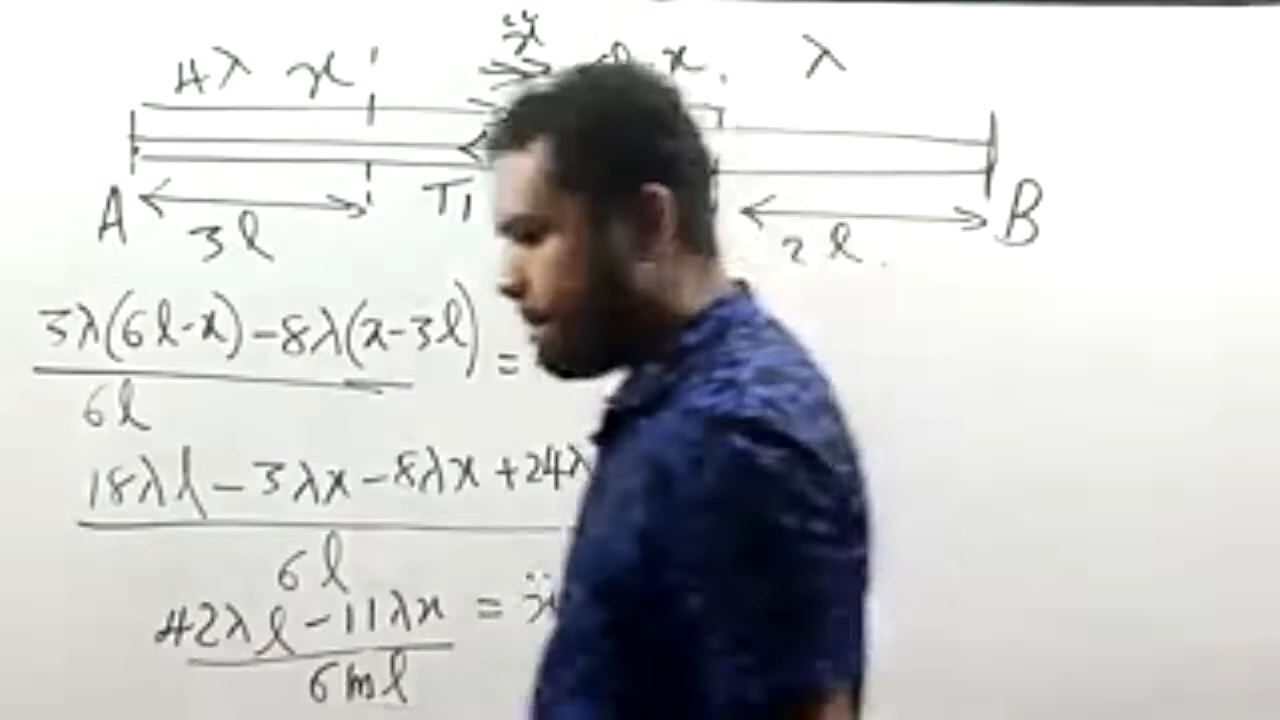 4λ x ẍ x λ
A 3l T1 2l B
3λ(6l-x)-8λ(x-3l) =
6l
18λl-3λx-8λx+24λ
6l
42λl-11λx = ẍ
6ml